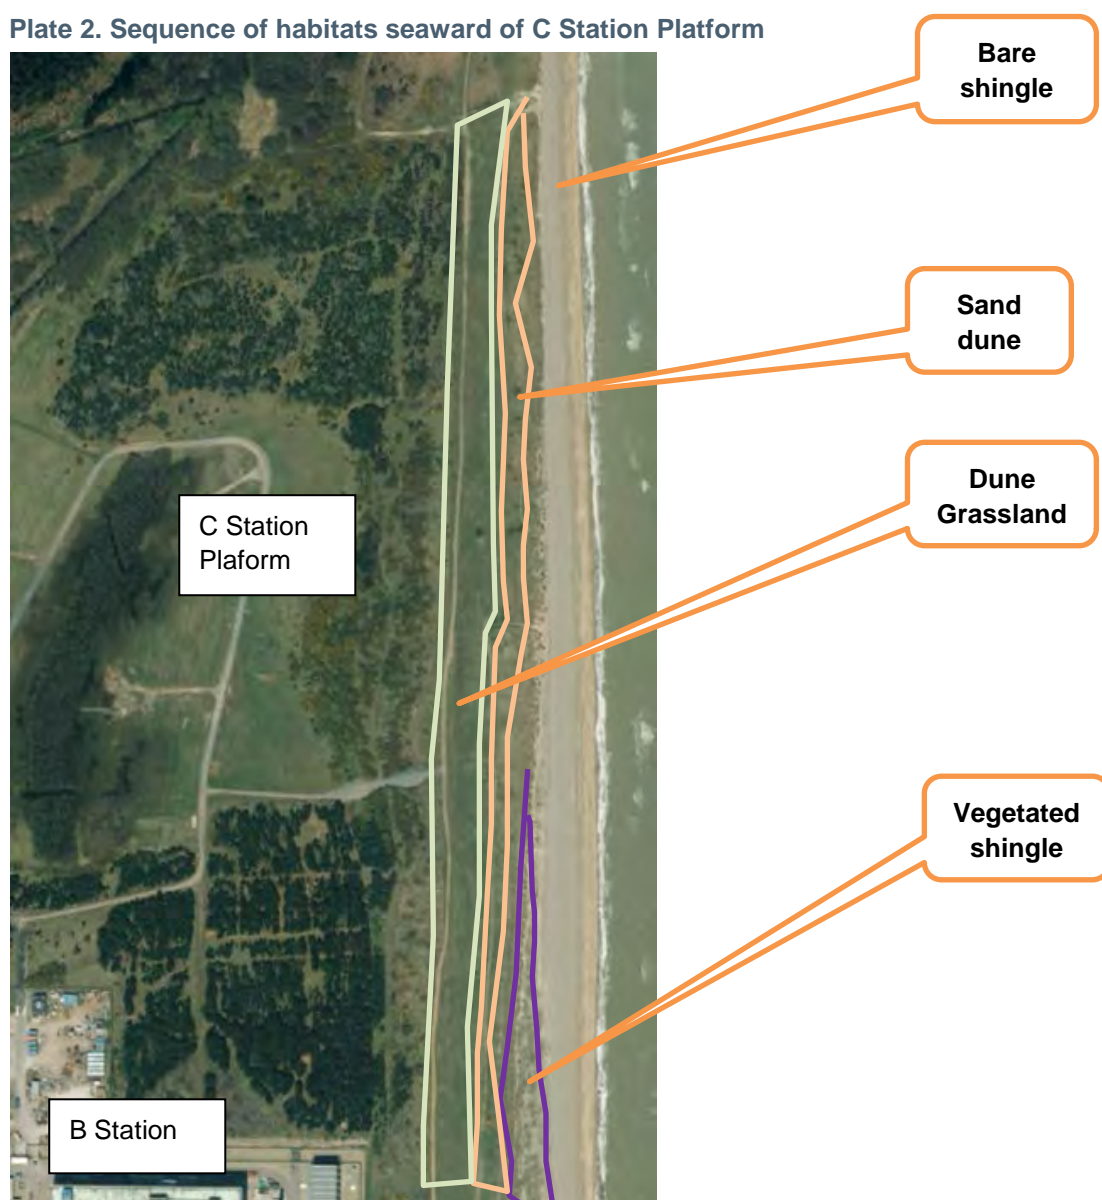 Plate 2. Sequence of habitats seaward of C Station Platform
Bare
shingle
Sand
dune
Dune
Grassland
C Station
Plaform
Vegetated
shingle
B Station